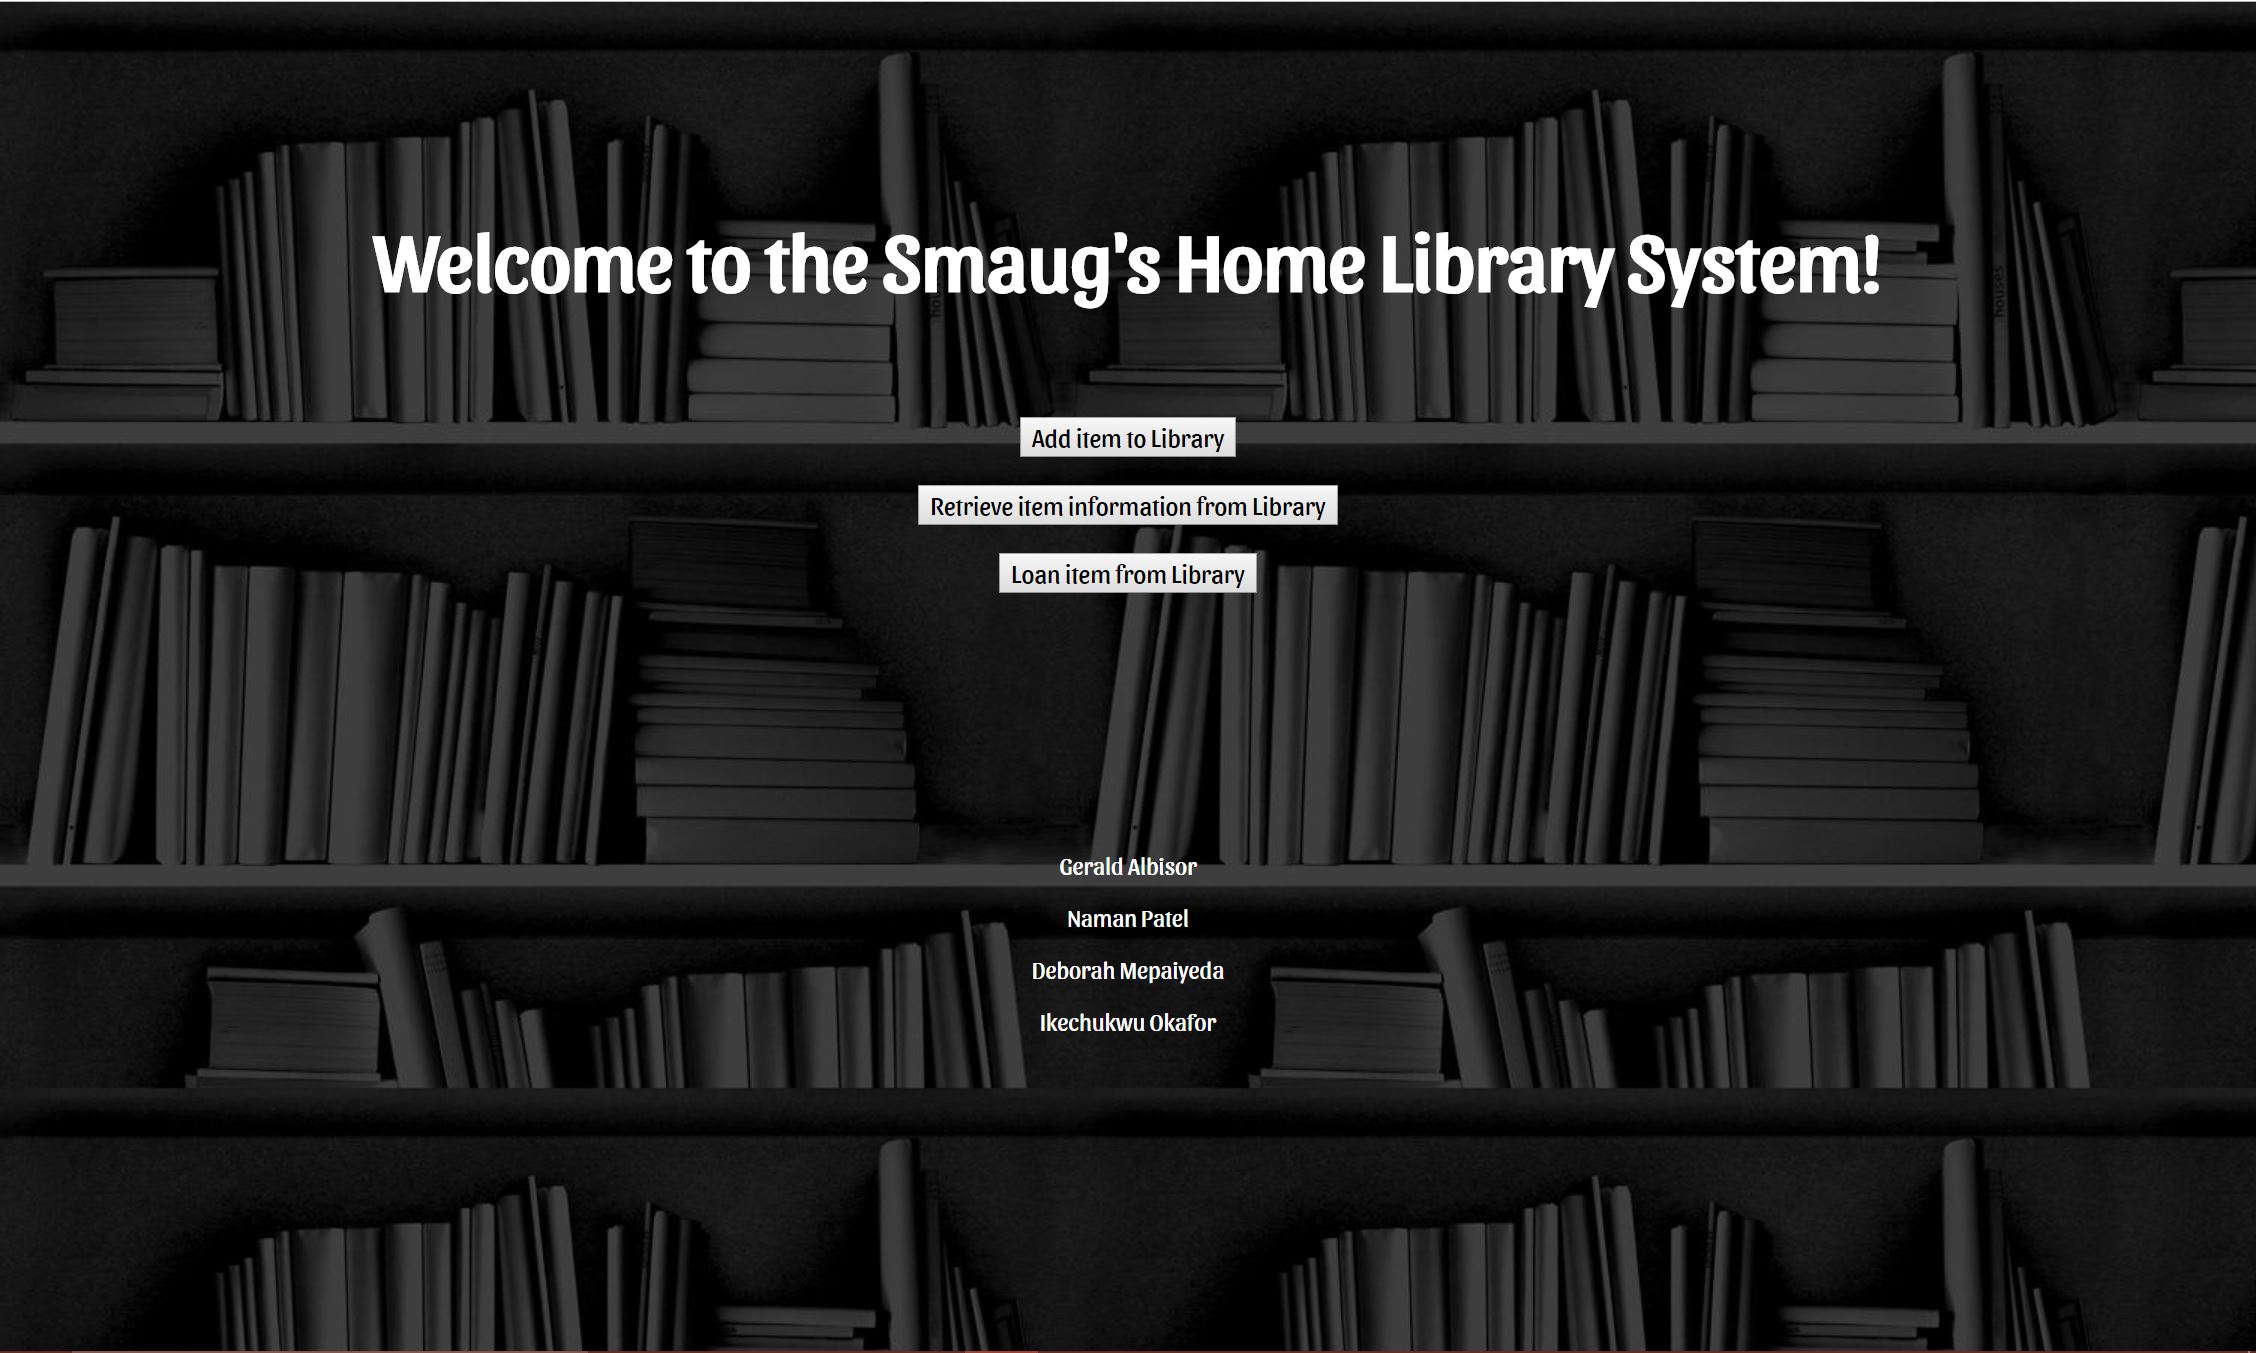 Welcome to the Smaug's Home Library System!
houses
Add item to Library
Retrieve item information from Library
Loan item from Library
Gerald Albisor
Naman Patel
Deborah Mepaiyeda
Ikechukwu Okafor